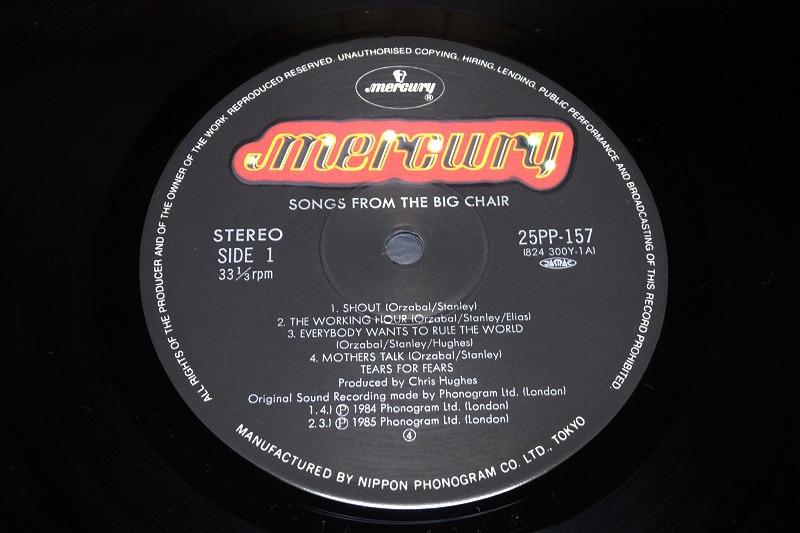 ALL RIGHTS OF THE PRODUCER AND OF THE OWNER OF THE WORK REPRODUCED RESERVED. UNAUTHORISED COPYING, HIRING, LENDING, PUBLIC PERFORMANCE AND BROADCASTING OF THIS RECORD PROHIBITED.
mercury ®
mercury
SONGS FROM THE BIG CHAIR
STEREO
SIDE 1
33 1/3 rpm
25PP-157
(824 300Y-1A)
JASRAC
1. SHOUT (Orzabal/Stanley)
2. THE WORKING HOUR (Orzabal/Stanley/Elias)
3. EVERYBODY WANTS TO RULE THE WORLD
(Orzabal/Stanley/Hughes)
4. MOTHERS TALK (Orzabal/Stanley)
TEARS FOR FEARS
Produced by Chris Hughes
Original Sound Recording made by Phonogram Ltd. (London)
1.4.) ℗ 1984 Phonogram Ltd. (London)
2.3.) ℗ 1985 Phonogram Ltd. (London)
④
MANUFACTURED BY NIPPON PHONOGRAM CO. LTD., TOKYO